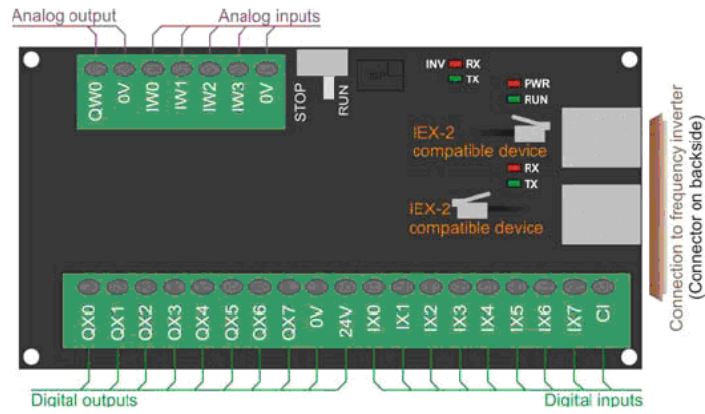 Analog output
Analog inputs
QW0
0V
IW0
IW1
IW2
IW3
0V
STOP
RUN
INV RX
TX
PWR
RUN
IEX-2
compatible device
RX
TX
IEX-2
compatible device
Connection to frequency inverter
(Connector on backside)
QX0
QX1
QX2
QX3
QX4
QX5
QX6
QX7
0V
24V
IX0
IX1
IX2
IX3
IX4
IX5
IX6
IX7
CI
Digital outputs
Digital inputs